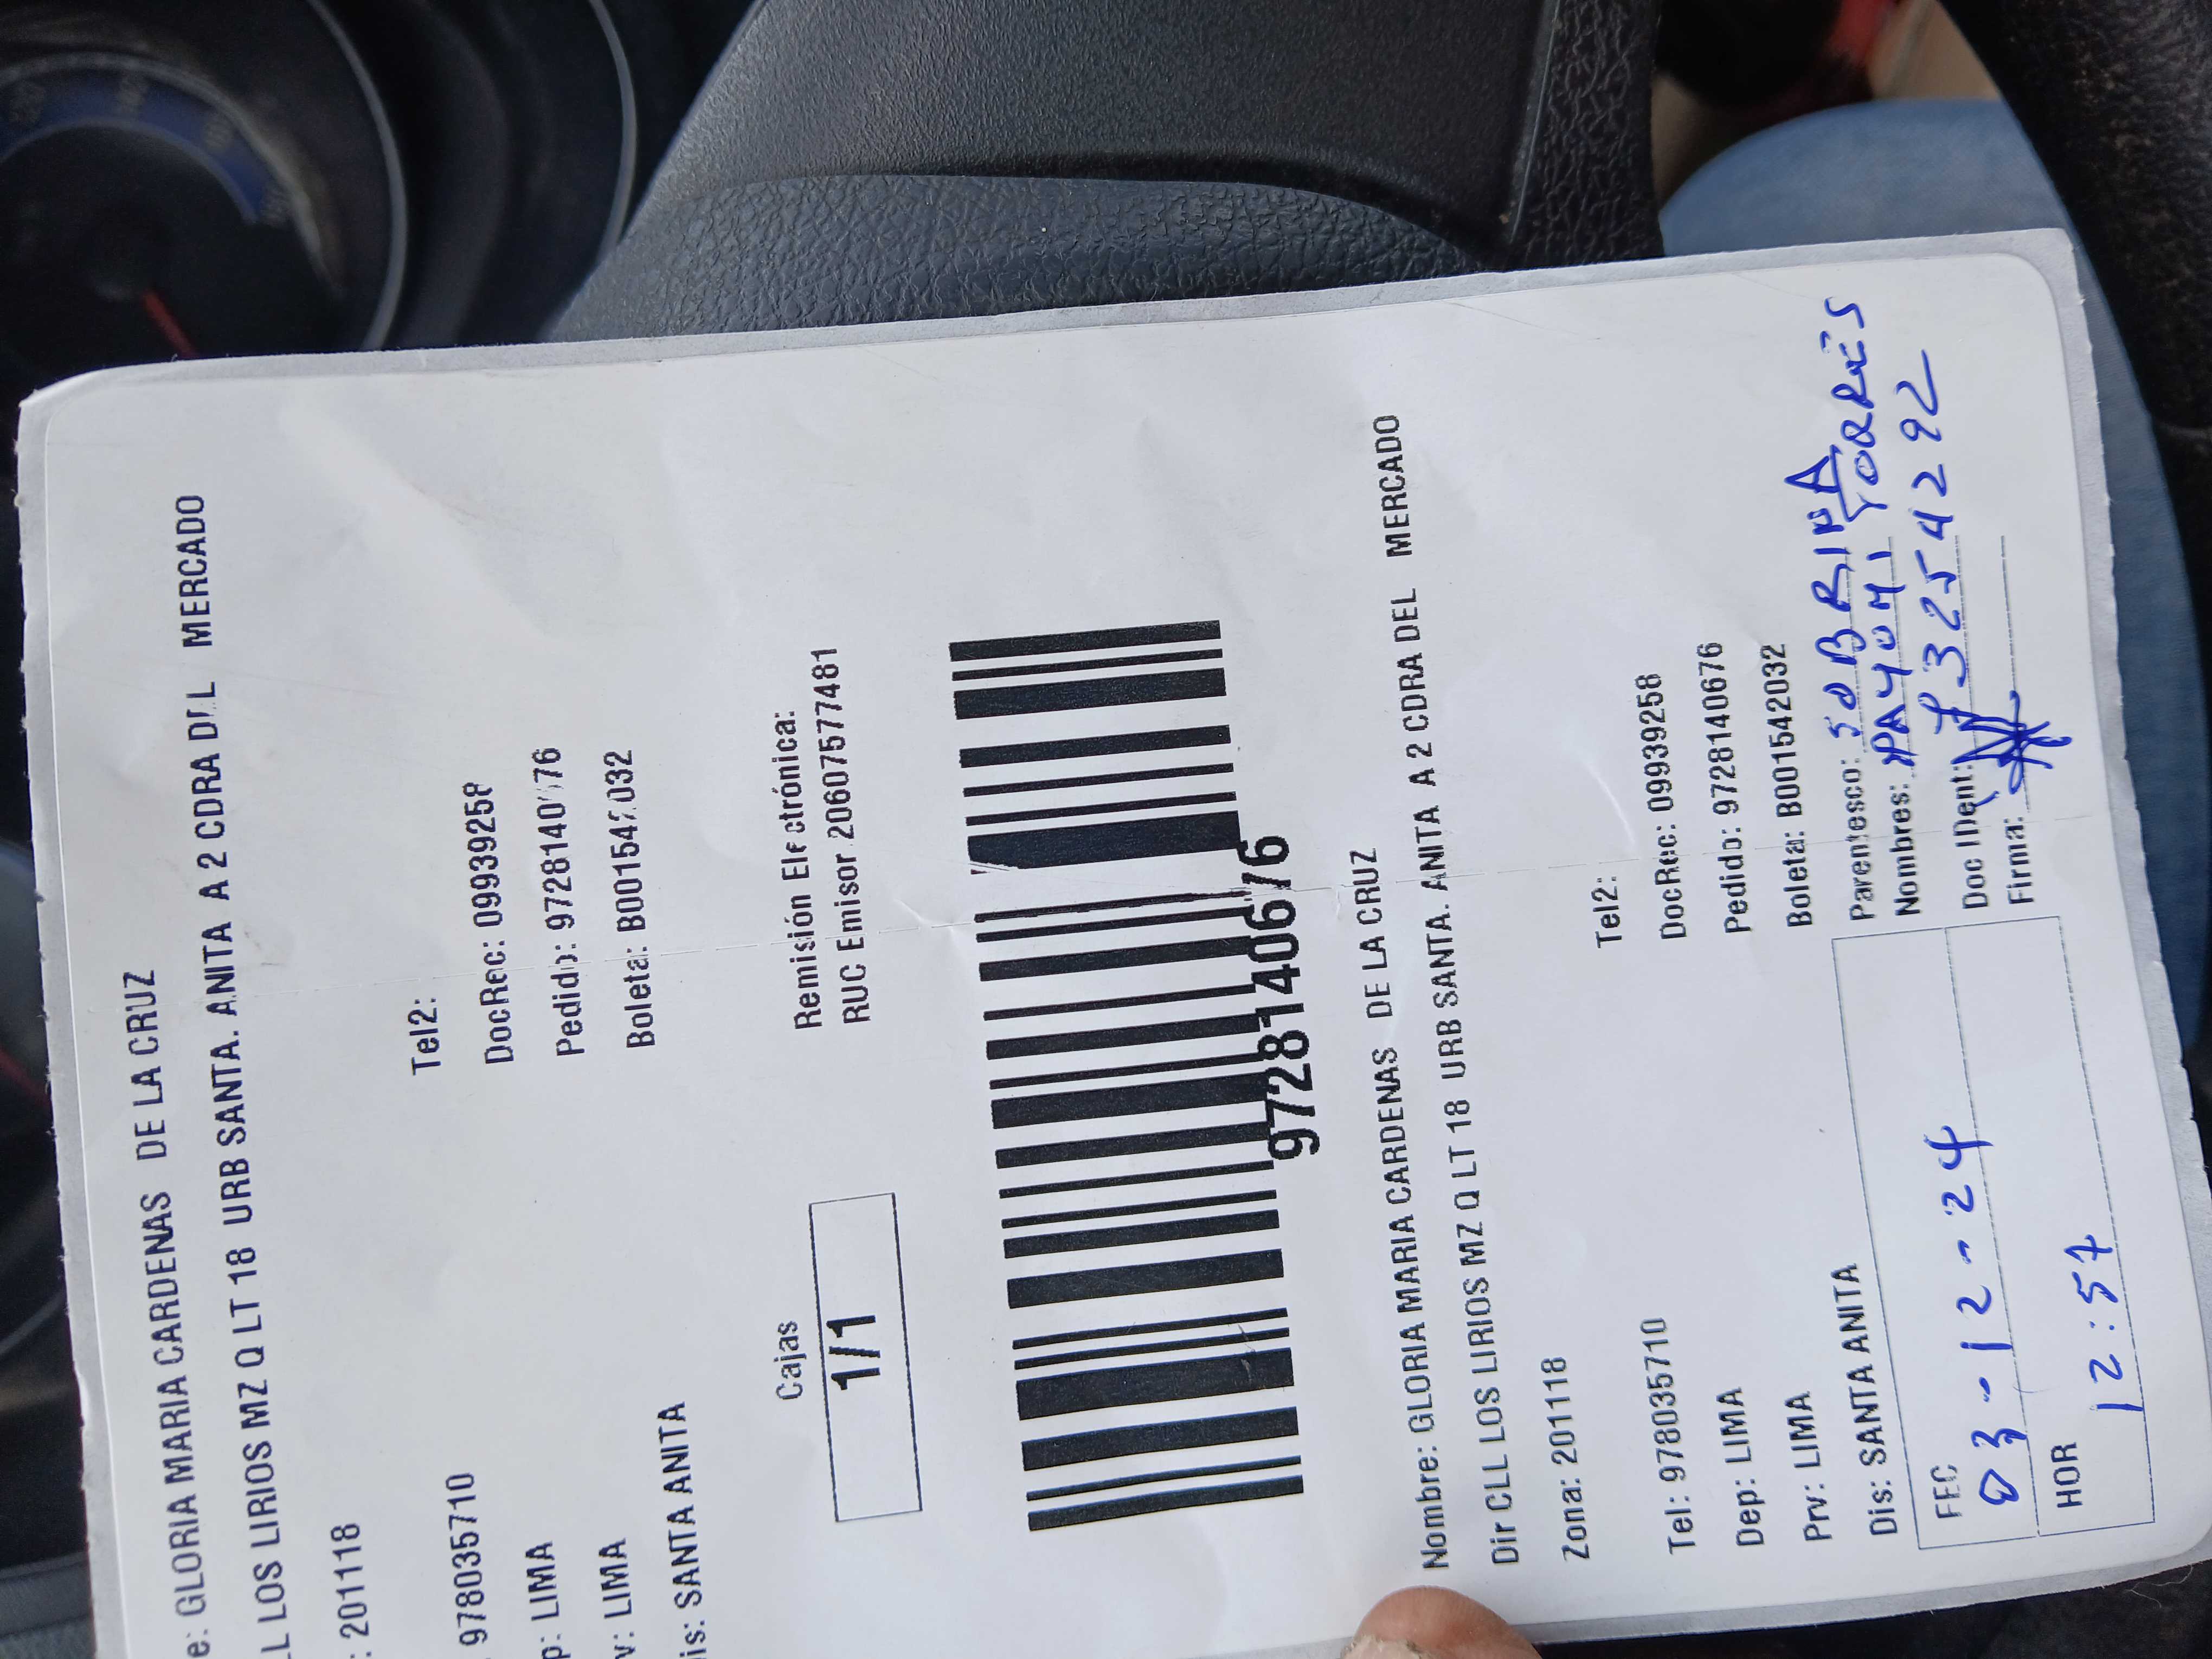 e: GLORIA MARIA CARDENAS DE LA CRUZ
LL LOS LIRIOS MZ Q LT 18 URB SANTA. ANITA A 2 CDRA DEL MERCADO
: 201118
Tel2:
978035710
DocRec: 09939258
p: LIMA
Pedido: 9728140676
v: LIMA
Boleta: B001542032
is: SANTA ANITA
Cajas
1/1
Remisión Electrónica:
RUC Emisor 20607577481
9728140676
Nombre: GLORIA MARIA CARDENAS DE LA CRUZ
Dir CLL LOS LIRIOS MZ Q LT 18 URB SANTA. ANITA A 2 CDRA DEL MERCADO
Zona: 201118
Tel2:
Tel: 978035710
DocRec: 09939258
Dep: LIMA
Pedido: 9728140676
Prv: LIMA
Boleta: B001542032
Dis: SANTA ANITA
Parentesco: SOBRINA
Nombres: TORRES
Doc IDent:
Firma:
FEC
03-12-24
HOR
12:57